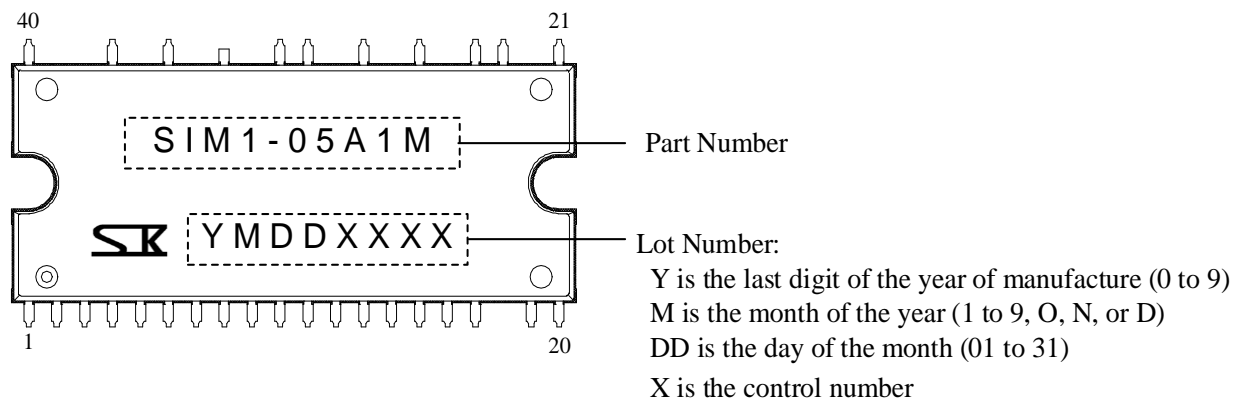 40 21
SIM1-05A1M
Part Number
SK
YMDDXXXX
Lot Number:
Y is the last digit of the year of manufacture (0 to 9)
M is the month of the year (1 to 9, O, N, or D)
DD is the day of the month (01 to 31)
X is the control number
1 20